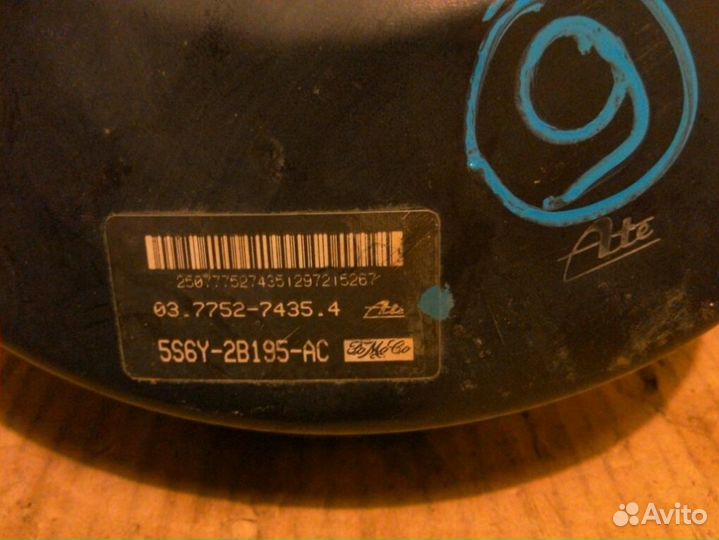 9
Ate
2507775274351297215267
03.7752-7435.4 Ate
5S6Y-2B195-AC FoMoCo
Avito